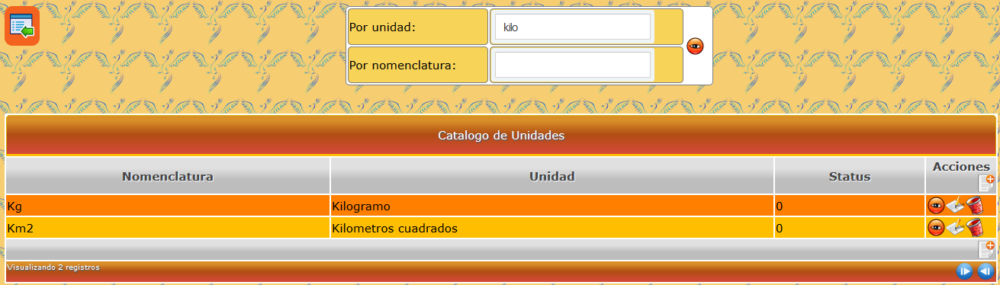 Por unidad:
kilo
Por nomenclatura:
Catalogo de Unidades
Nomenclatura Unidad Status Acciones
Kg Kilogramo 0
Km2 Kilometros cuadrados 0
Visualizando 2 registros